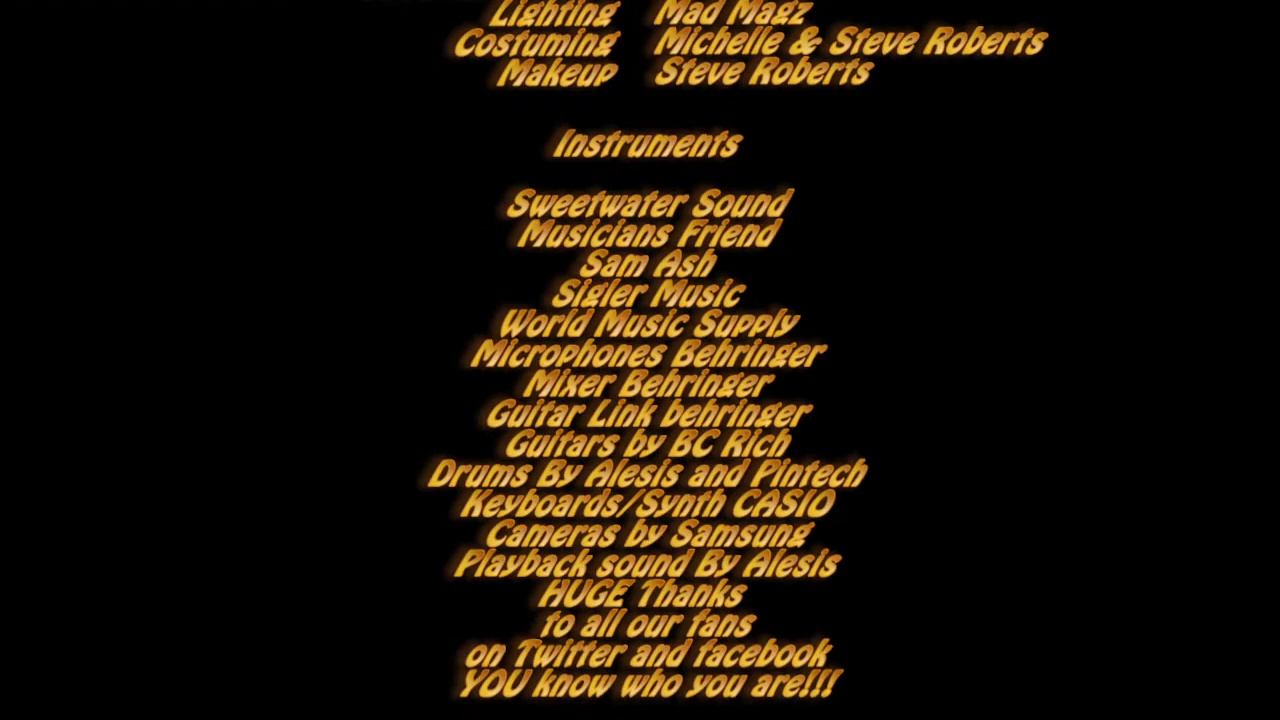 Lighting Mad Magz
Costuming Michelle & Steve Roberts
Makeup Steve Roberts
Instruments
Sweetwater Sound
Musicians Friend
Sam Ash
Sigler Music
World Music Supply
Microphones Behringer
Mixer Behringer
Guitar Link behringer
Guitars by BC Rich
Drums By Alesis and Pintech
Keyboards/Synth CASIO
Cameras by Samsung
Playback sound By Alesis
HUGE Thanks
to all our fans
on Twitter and facebook
YOU know who you are!!!